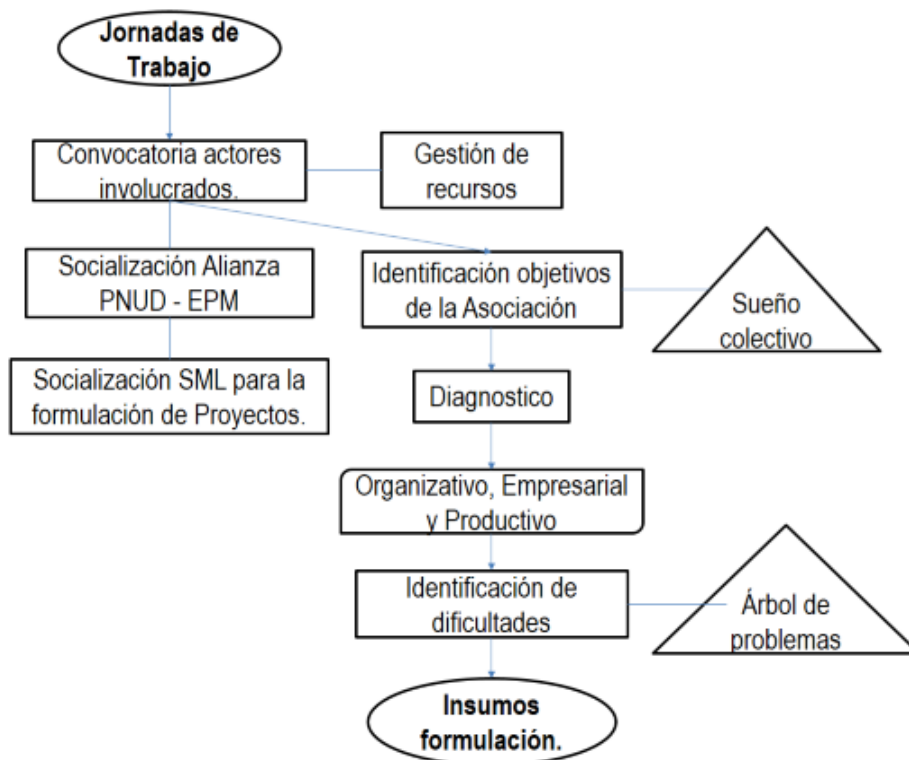 Jornadas de
Trabajo
Convocatoria actores
involucrados.
Gestión de
recursos
Socialización Alianza
PNUD - EPM
Identificación objetivos
de la Asociación
Sueño
colectivo
Socialización SML para la
formulación de Proyectos.
Diagnostico
Organizativo, Empresarial
y Productivo
Identificación de
dificultades
Árbol de
problemas
Insumos
formulación.